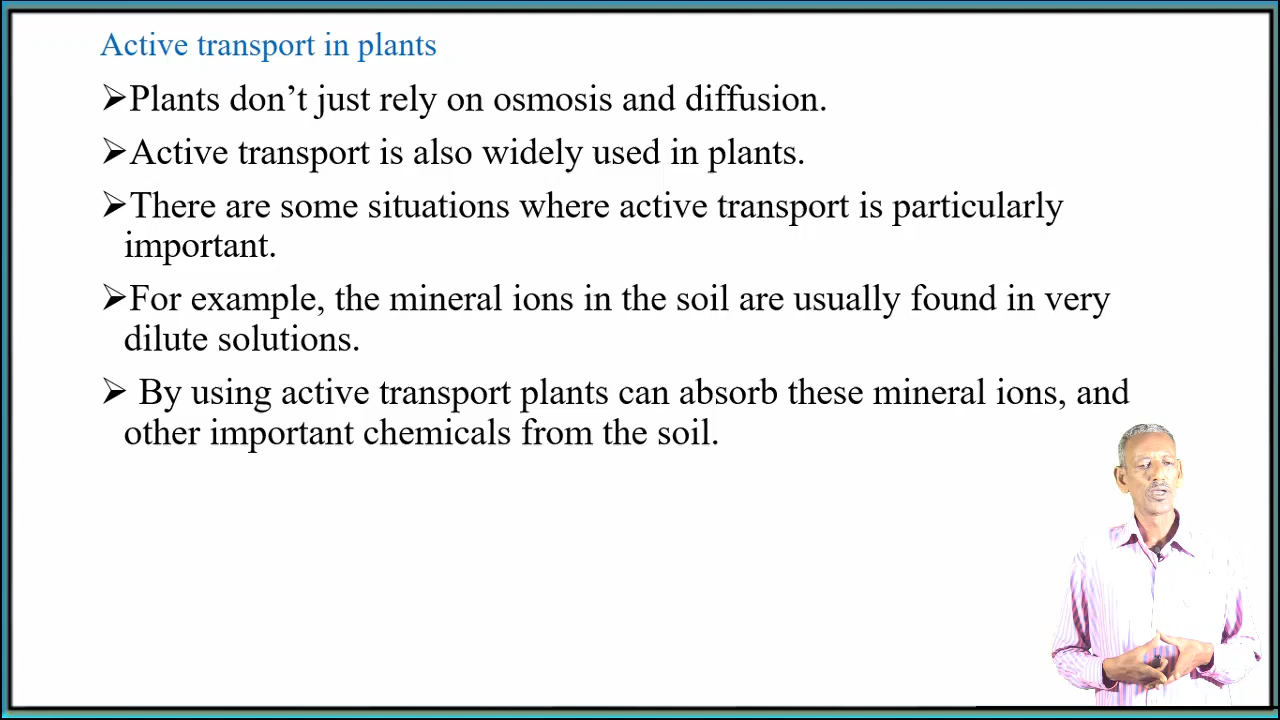 Active transport in plants
➢Plants don’t just rely on osmosis and diffusion.
➢Active transport is also widely used in plants.
➢There are some situations where active transport is particularly
important.
➢For example, the mineral ions in the soil are usually found in very
dilute solutions.
➢ By using active transport plants can absorb these mineral ions, and
other important chemicals from the soil.